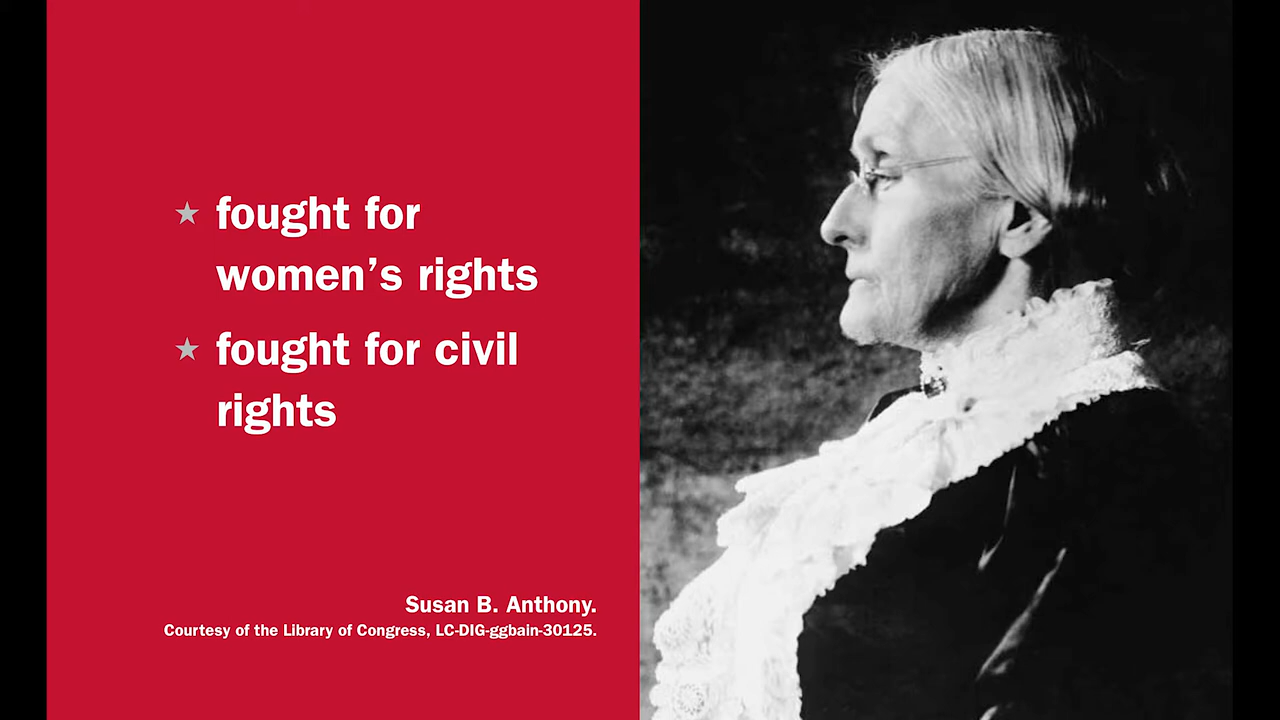 ★ fought for
women’s rights
★ fought for civil
rights
Susan B. Anthony.
Courtesy of the Library of Congress, LC-DIG-ggbain-30125.